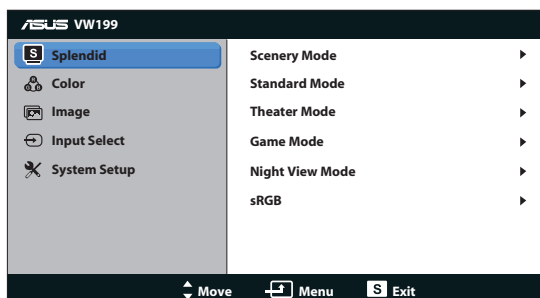 ASUS VW199
S Splendid
Color
Image
Input Select
System Setup
Scenery Mode
Standard Mode
Theater Mode
Game Mode
Night View Mode
sRGB
Move Menu S Exit